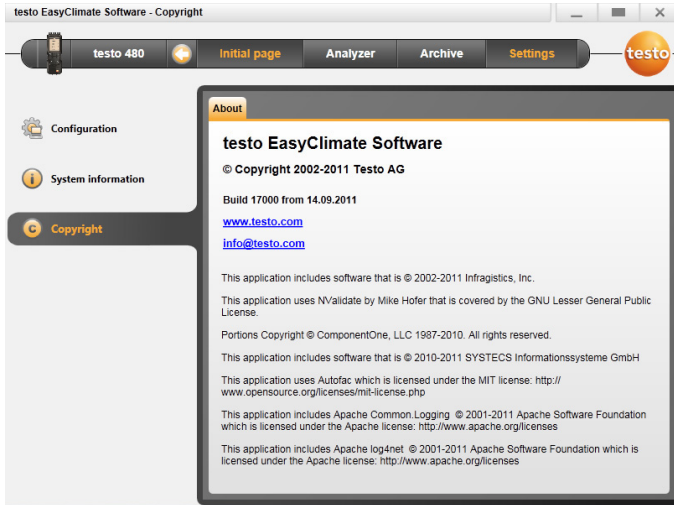 testo EasyClimate Software - Copyright
testo 480
Initial page
Analyzer
Archive
Settings
testo
Configuration
System information
Copyright
About
testo EasyClimate Software
© Copyright 2002-2011 Testo AG
Build 17000 from 14.09.2011
www.testo.com
info@testo.com
This application includes software that is © 2002-2011 Infragistics, Inc.
This application uses NValidate by Mike Hofer that is covered by the GNU Lesser General Public
License.
Portions Copyright © ComponentOne, LLC 1987-2010. All rights reserved.
This application includes software that is © 2010-2011 SYSTECS Informationssysteme GmbH
This application uses Autofac which is licensed under the MIT license: http://
www.opensource.org/licenses/mit-license.php
This application includes Apache Common.Logging © 2001-2011 Apache Software Foundation
which is licensed under the Apache license: http://www.apache.org/licenses
This application includes Apache log4net © 2001-2011 Apache Software Foundation which is
licensed under the Apache license: http://www.apache.org/licenses